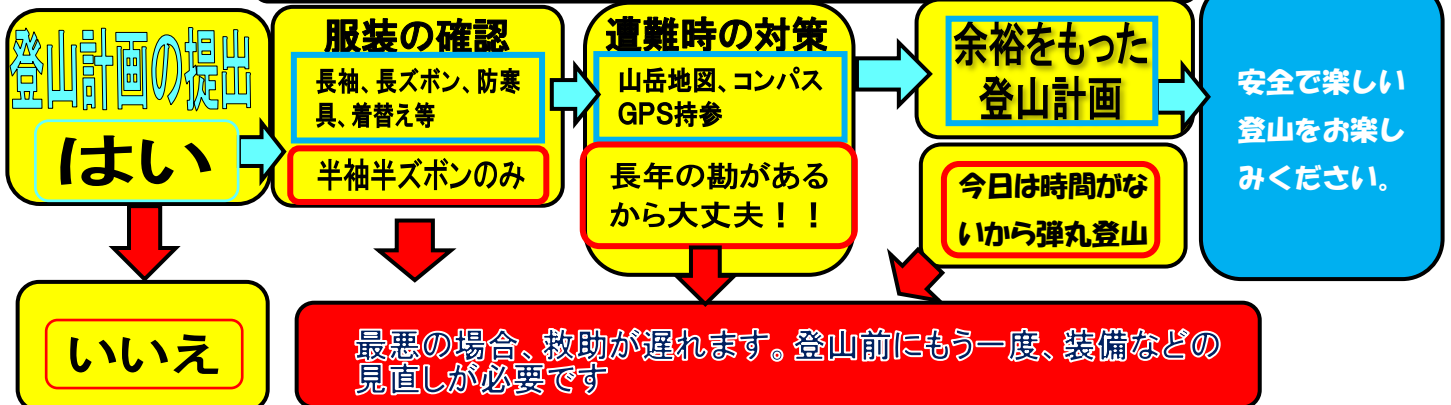 登山計画の提出
はい
いいえ
服装の確認
長袖、長ズボン、防寒
具、着替え等
半袖半ズボンのみ
遭難時の対策
山岳地図、コンパス
GPS持参
長年の勘がある
から大丈夫！！
余裕をもった
登山計画
今日は時間がな
いから弾丸登山
安全で楽しい
登山をお楽し
みください。
最悪の場合、救助が遅れます。登山前にもう一度、装備などの
見直しが必要です